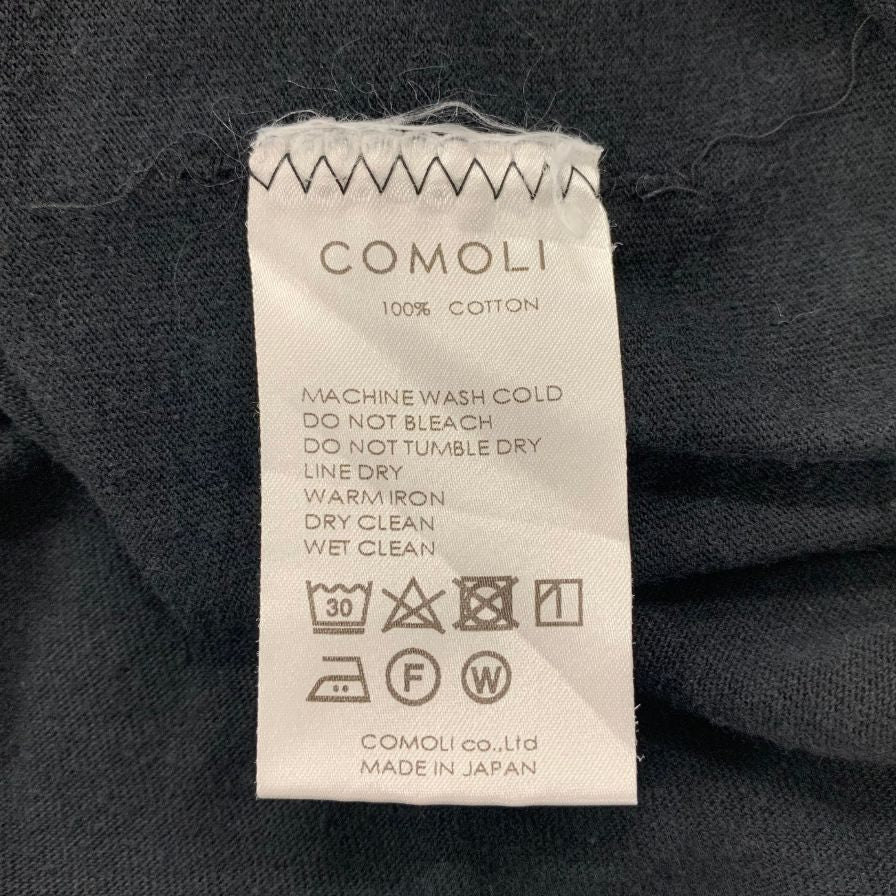 COMOLI
100% COTTON
MACHINE WASH COLD
DO NOT BLEACH
DO NOT TUMBLE DRY
LINE DRY
WARM IRON
DRY CLEAN
WET CLEAN
30
F W
COMOLI co.,Ltd
MADE IN JAPAN